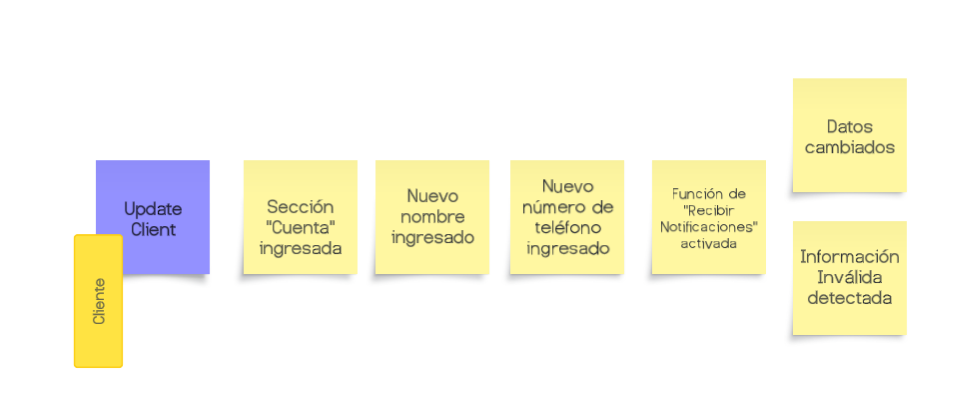 Update
Client
Cliente
Sección
"Cuenta"
ingresada
Nuevo
nombre
ingresado
Nuevo
número de
teléfono
ingresado
Función de
"Recibir
Notificaciones"
activada
Datos
cambiados
Información
Inválida
detectada